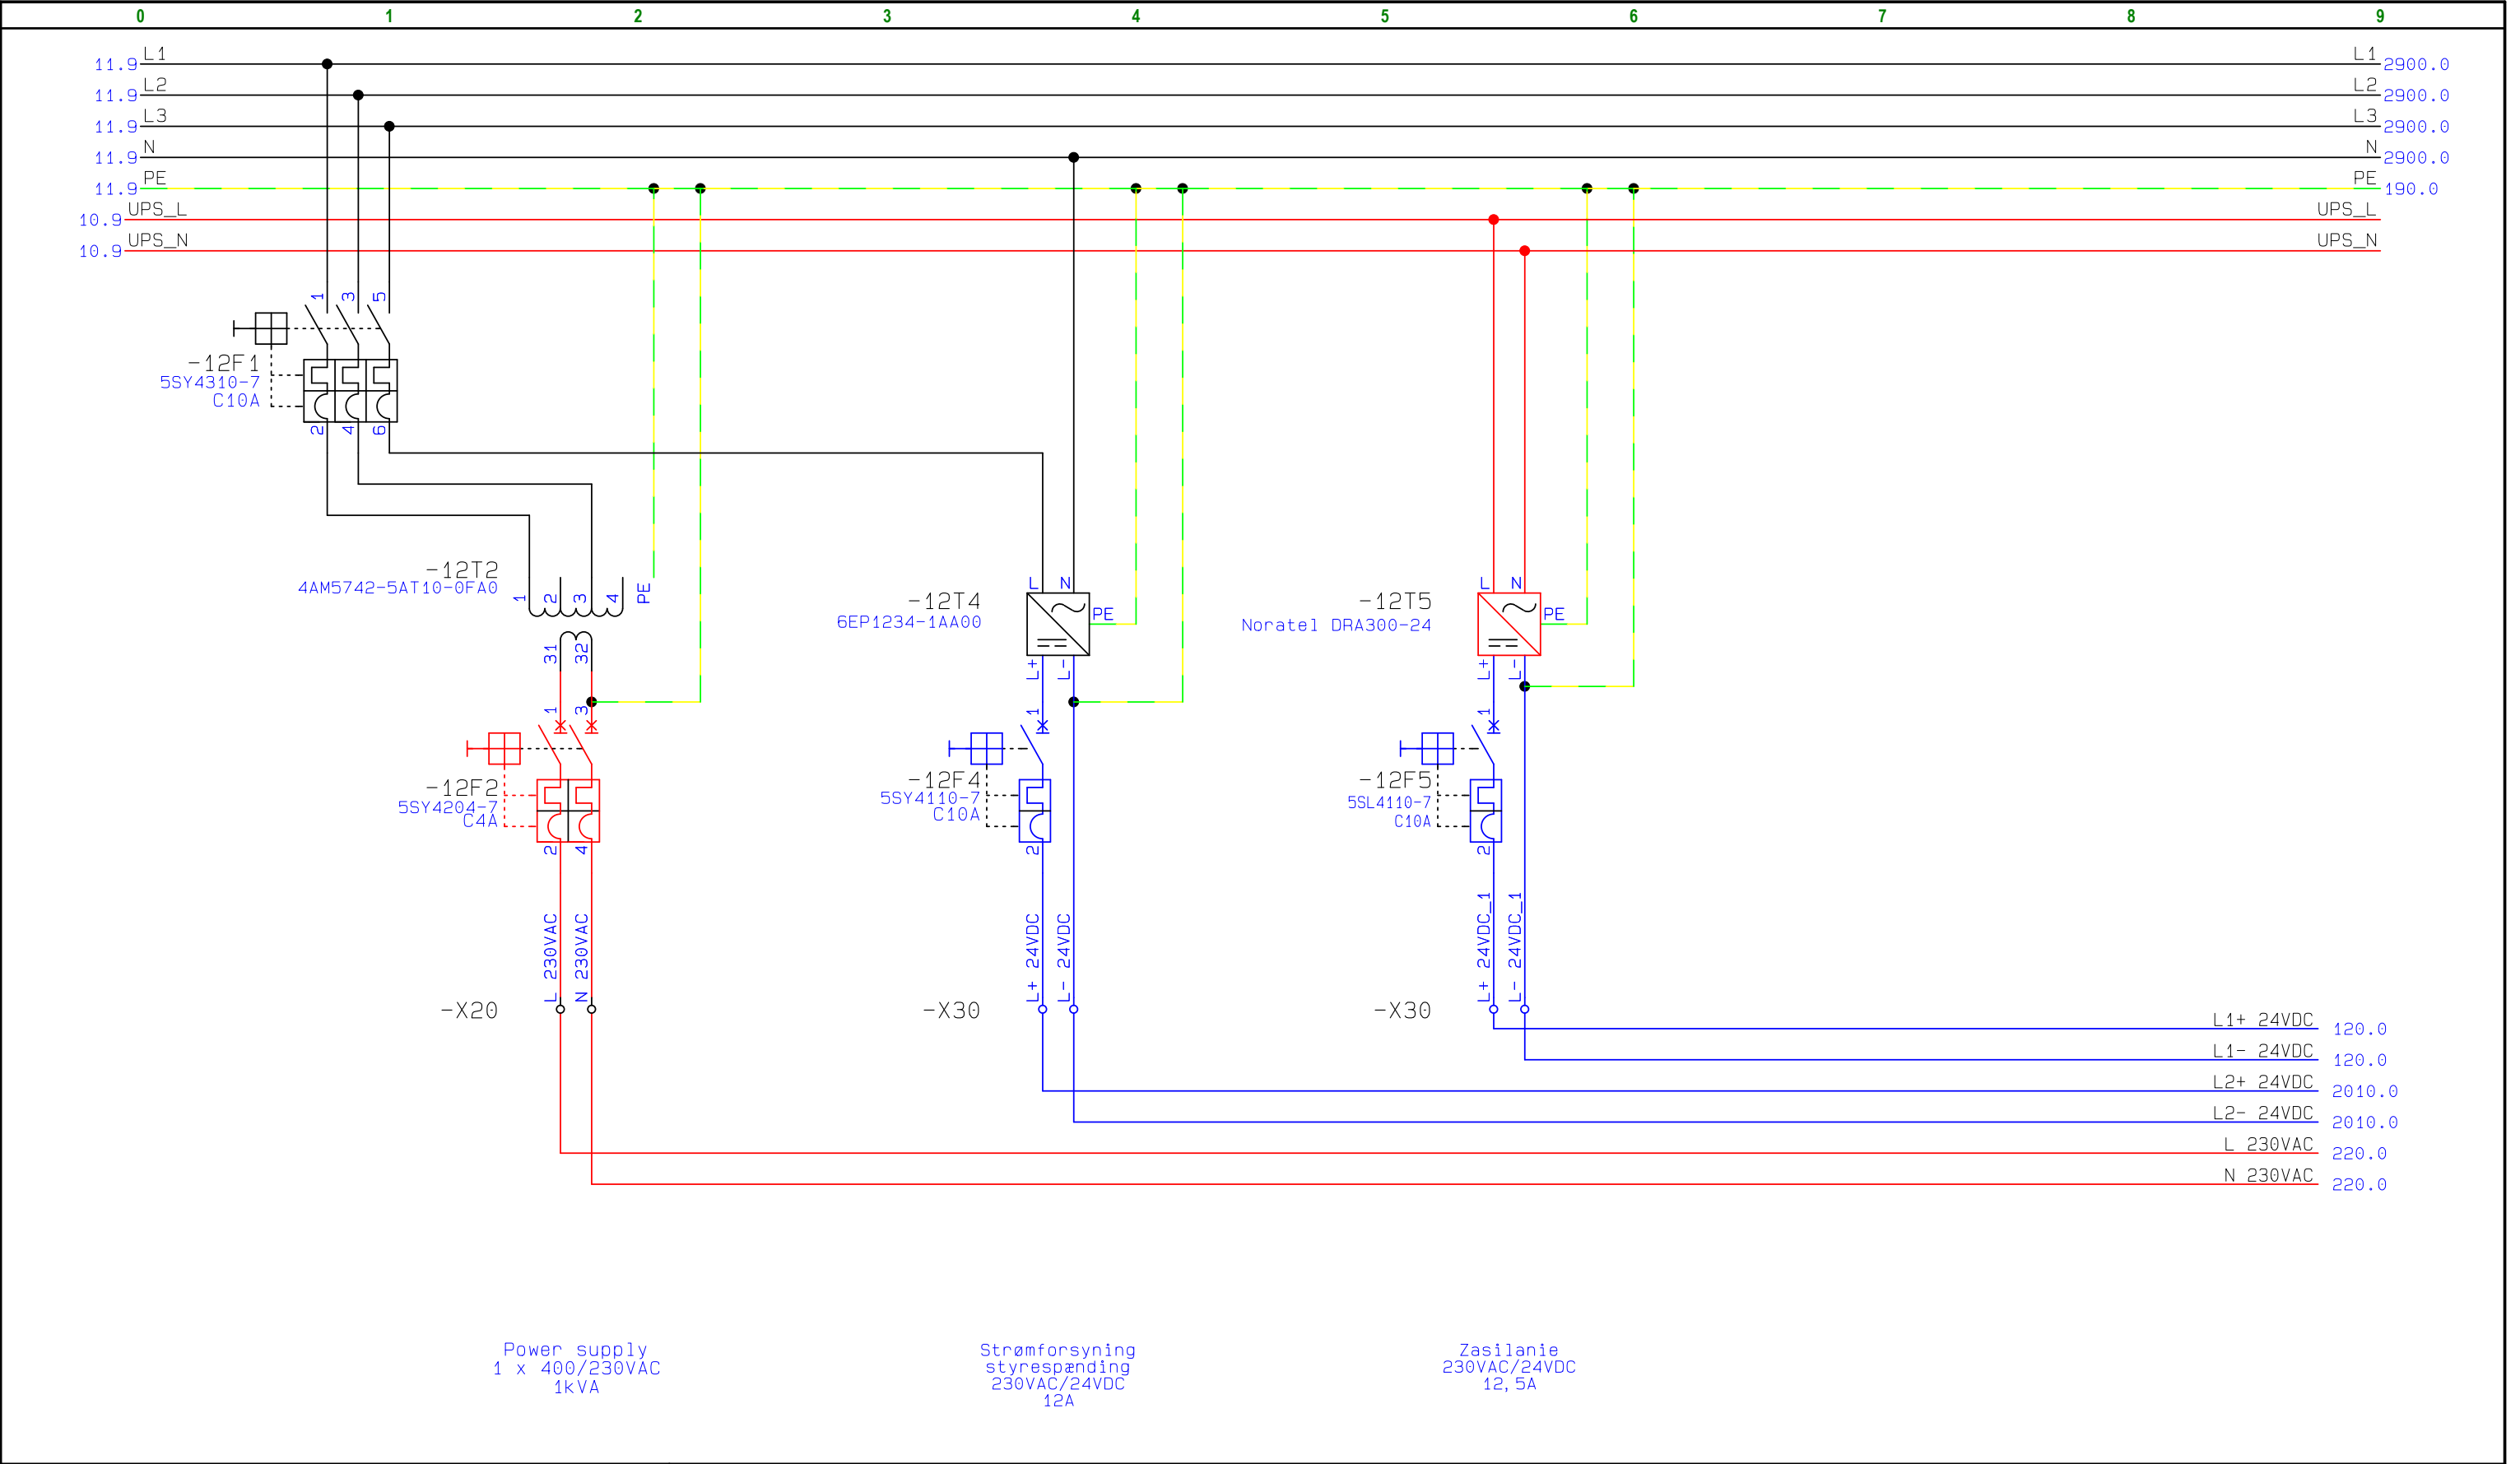 0 1 2 3 4 5 6 7 8 9
11.9 L1 L1 2900.0
11.9 L2 L2 2900.0
11.9 L3 L3 2900.0
11.9 N N 2900.0
11.9 PE PE 190.0
10.9 UPS_L UPS_L
10.9 UPS_N UPS_N
1 3 5
-12F1
5SY4310-7
C10A
2 4 6
-12T2
4AM5742-5AT10-0FA0
1 2 3 4 PE
31 32
-12T4
6EP1234-1AA00
L N
PE
L+ L-
-12T5
Noratel DRA300-24
L N
PE
L+ L-
1 3
-12F2
5SY4204-7
C4A
2 4
1
-12F4
5SY4110-7
C10A
2
1
-12F5
5SL4110-7
C10A
2
L 230VAC
N 230VAC
L+ 24VDC
L- 24VDC
L+ 24VDC_1
L- 24VDC_1
-X20
-X30
-X30
L1+ 24VDC 120.0
L1- 24VDC 120.0
L2+ 24VDC 2010.0
L2- 24VDC 2010.0
L 230VAC 220.0
N 230VAC 220.0
Power supply
1 x 400/230VAC
1kVA
Strømforsyning
styrespænding
230VAC/24VDC
12A
Zasilanie
230VAC/24VDC
12,5A